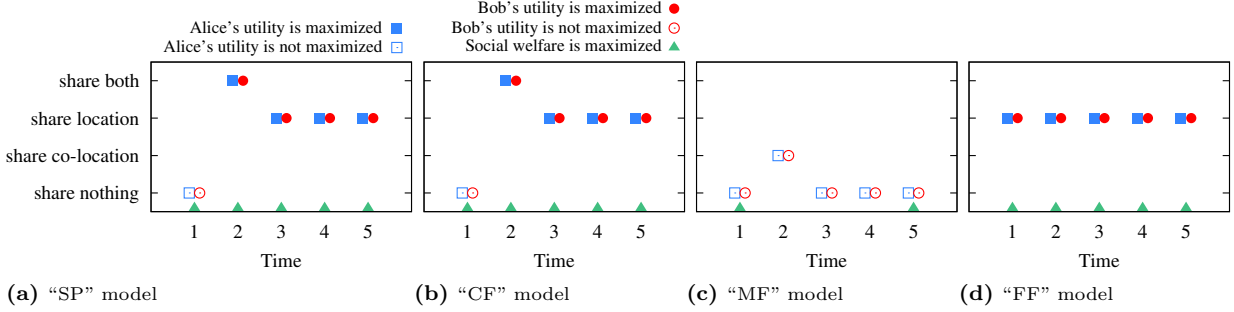 Bob's utility is maximized
Alice's utility is maximized Bob's utility is not maximized
Alice's utility is not maximized Social welfare is maximized
share both
share location
share co-location
share nothing
1 2 3 4 5 1 2 3 4 5 1 2 3 4 5 1 2 3 4 5
Time Time Time Time
(a) “SP” model (b) “CF” model (c) “MF” model (d) “FF” model